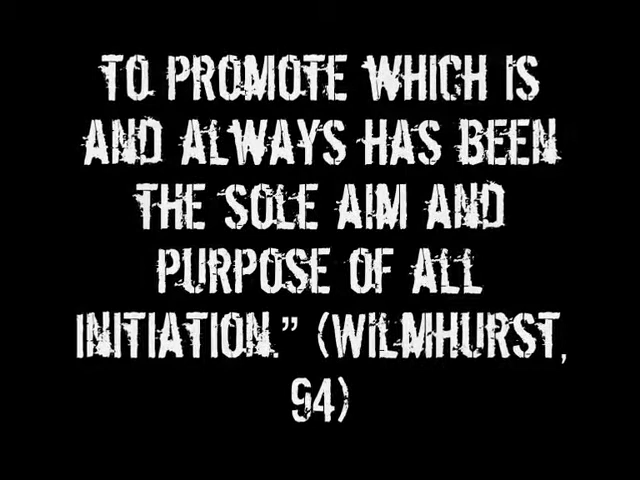 TO PROMOTE WHICH IS
AND ALWAYS HAS BEEN
THE SOLE AIM AND
PURPOSE OF ALL
INITIATION.” (WILMHURST,
94)